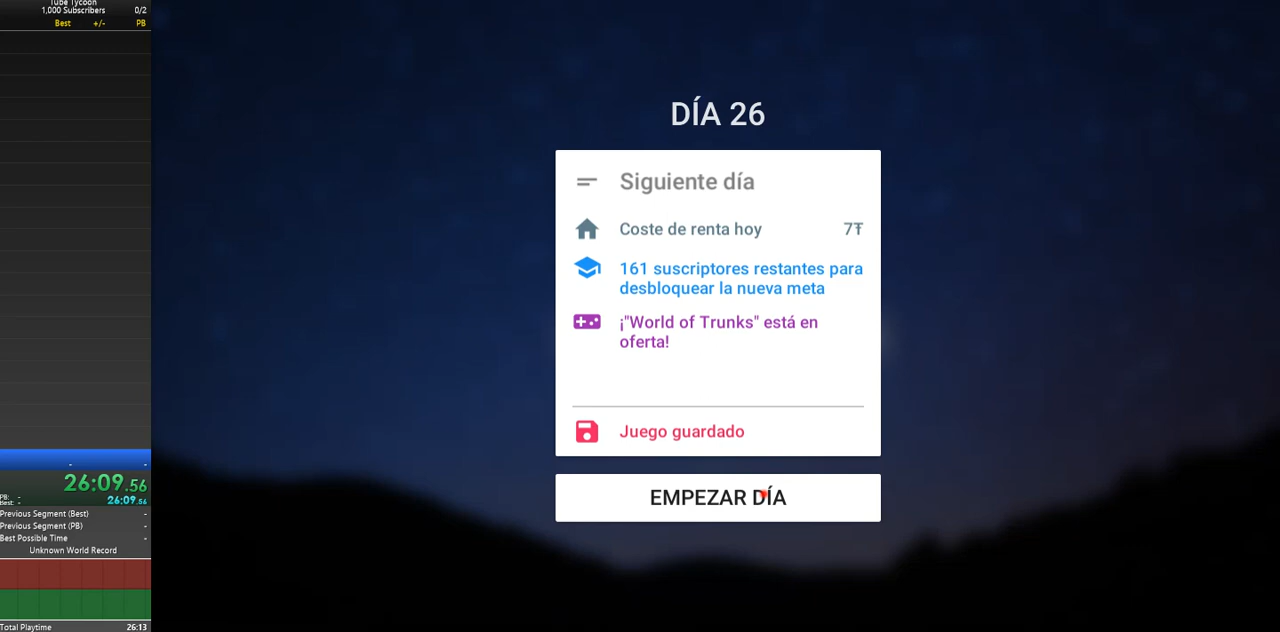 Tube Tycoon
1,000 Subscribers 0/2
Best +/- PB
- -
26:09.56
PB: -
Best: - 26:09.56
Previous Segment (Best) -
Previous Segment (PB) -
Best Possible Time -
Unknown World Record
Total Playtime 26:13
DÍA 26
Siguiente día
Coste de renta hoy 7₮
161 suscriptores restantes para
desbloquear la nueva meta
¡"World of Trunks" está en
oferta!
Juego guardado
EMPEZAR DÍA